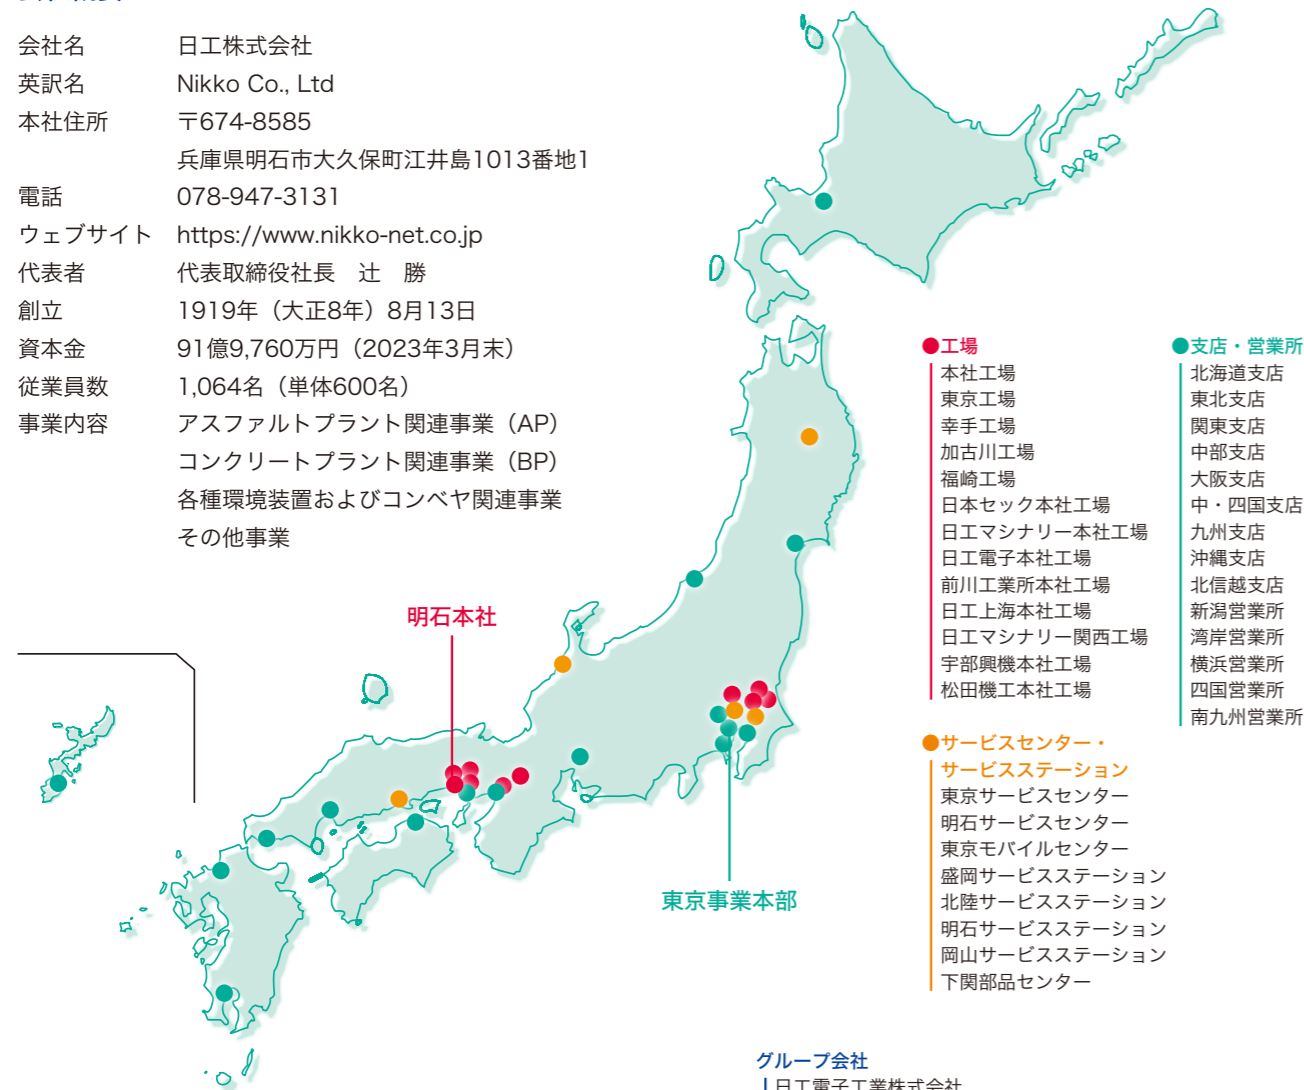 会社名 日工株式会社
英訳名 Nikko Co., Ltd
本社住所 〒674-8585
兵庫県明石市大久保町江井島1013番地1
電話 078-947-3131
ウェブサイト https://www.nikko-net.co.jp
代表者 代表取締役社長 辻 勝
創立 1919年（大正8年）8月13日
資本金 91億9,760万円（2023年3月末）
従業員数 1,064名（単体600名）
事業内容 アスファルトプラント関連事業（AP）
コンクリートプラント関連事業（BP）
各種環境装置およびコンベヤ関連事業
その他事業
明石本社
東京事業本部
●工場
本社工場
東京工場
幸手工場
加古川工場
福崎工場
日本セック本社工場
日工マシナリー本社工場
日工電子本社工場
前川工業所本社工場
日工上海本社工場
日工マシナリー関西工場
宇部興機本社工場
松田機工本社工場
●支店・営業所
北海道支店
東北支店
関東支店
中部支店
大阪支店
中・四国支店
九州支店
沖縄支店
北信越支店
新潟営業所
湾岸営業所
横浜営業所
四国営業所
南九州営業所
●サービスセンター・
サービスステーション
東京サービスセンター
明石サービスセンター
東京モバイルセンター
盛岡サービスステーション
北陸サービスステーション
明石サービスステーション
岡山サービスステーション
下関部品センター
グループ会社
日工電子工業株式会社